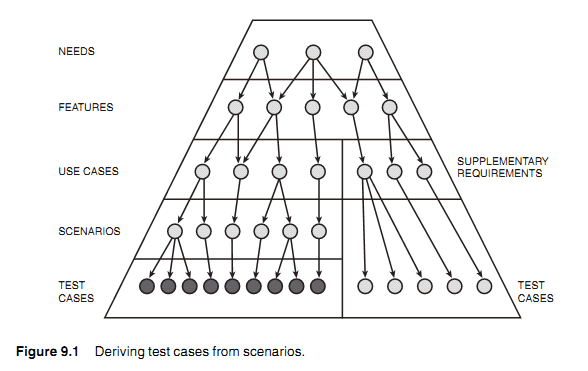 NEEDS
FEATURES
USE CASES
SUPPLEMENTARY
REQUIREMENTS
SCENARIOS
TEST
CASES
TEST
CASES
Figure 9.1 Deriving test cases from scenarios.